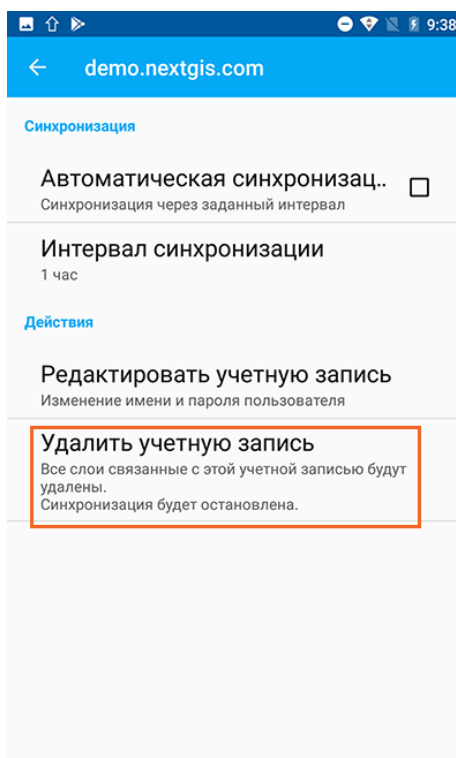 9:38
demo.nextgis.com
Синхронизация
Автоматическая синхронизац..
Синхронизация через заданный интервал
Интервал синхронизации
1 час
Действия
Редактировать учетную запись
Изменение имени и пароля пользователя
Удалить учетную запись
Все слои связанные с этой учетной записью будут
удалены.
Синхронизация будет остановлена.